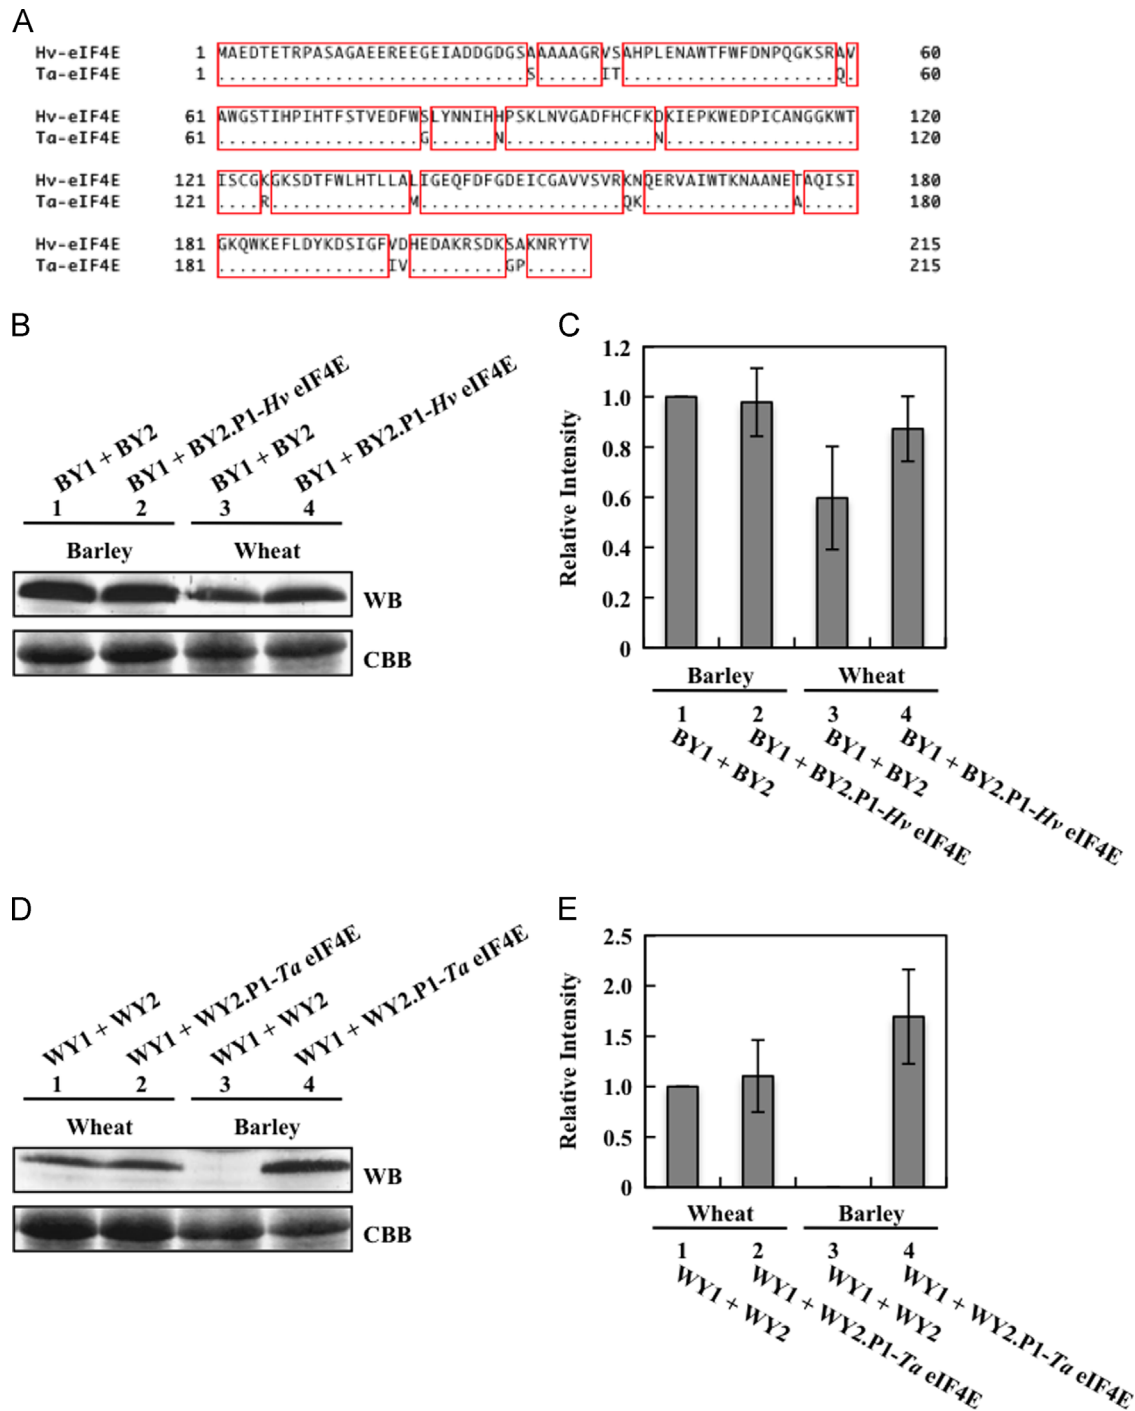 A
Hv-eIF4E 1 MAEDTETRPASAGAEEREEGEIADDGDGSAAAAAGRVSAHPLENAWTFWFDNPQGKSRAV 60
Ta-eIF4E 1 .............................S......IT....................Q. 60
Hv-eIF4E 61 AWGSTIHPIHTFSTVEDFWSLYNNIHHPSKLNVGADFHCFKDKIEPKWEDPICANGGKWT 120
Ta-eIF4E 61 ...................G......N..............N.................. 120
Hv-eIF4E 121 ISCGKGKSDTFWLHTLLALIGEQFDFGDEICGAVVSVRKNQERVAIWTKNAANETAQISI 180
Ta-eIF4E 121 ....R.............M...................QK..............A..... 180
Hv-eIF4E 181 GKQWKEFLDYKDSIGFVDHEDAKRSDKSAKNRYTV 215
Ta-eIF4E 181 ................IV.........GP...... 215
B
BY1 + BY2
BY1 + BY2.P1-Hv eIF4E
BY1 + BY2
BY1 + BY2.P1-Hv eIF4E
1 2 3 4
Barley Wheat
WB
CBB
C
Relative Intensity
1.2
1.0
0.8
0.6
0.4
0.2
0
Barley Wheat
1 2 3 4
BY1 + BY2
BY1 + BY2.P1-Hv eIF4E
BY1 + BY2
BY1 + BY2.P1-Hv eIF4E
D
WY1 + WY2
WY1 + WY2.P1-Ta eIF4E
WY1 + WY2
WY1 + WY2.P1-Ta eIF4E
1 2 3 4
Wheat Barley
WB
CBB
E
Relative Intensity
2.5
2.0
1.5
1.0
0.5
0
Wheat Barley
1 2 3 4
WY1 + WY2
WY1 + WY2.P1-Ta eIF4E
WY1 + WY2
WY1 + WY2.P1-Ta eIF4E